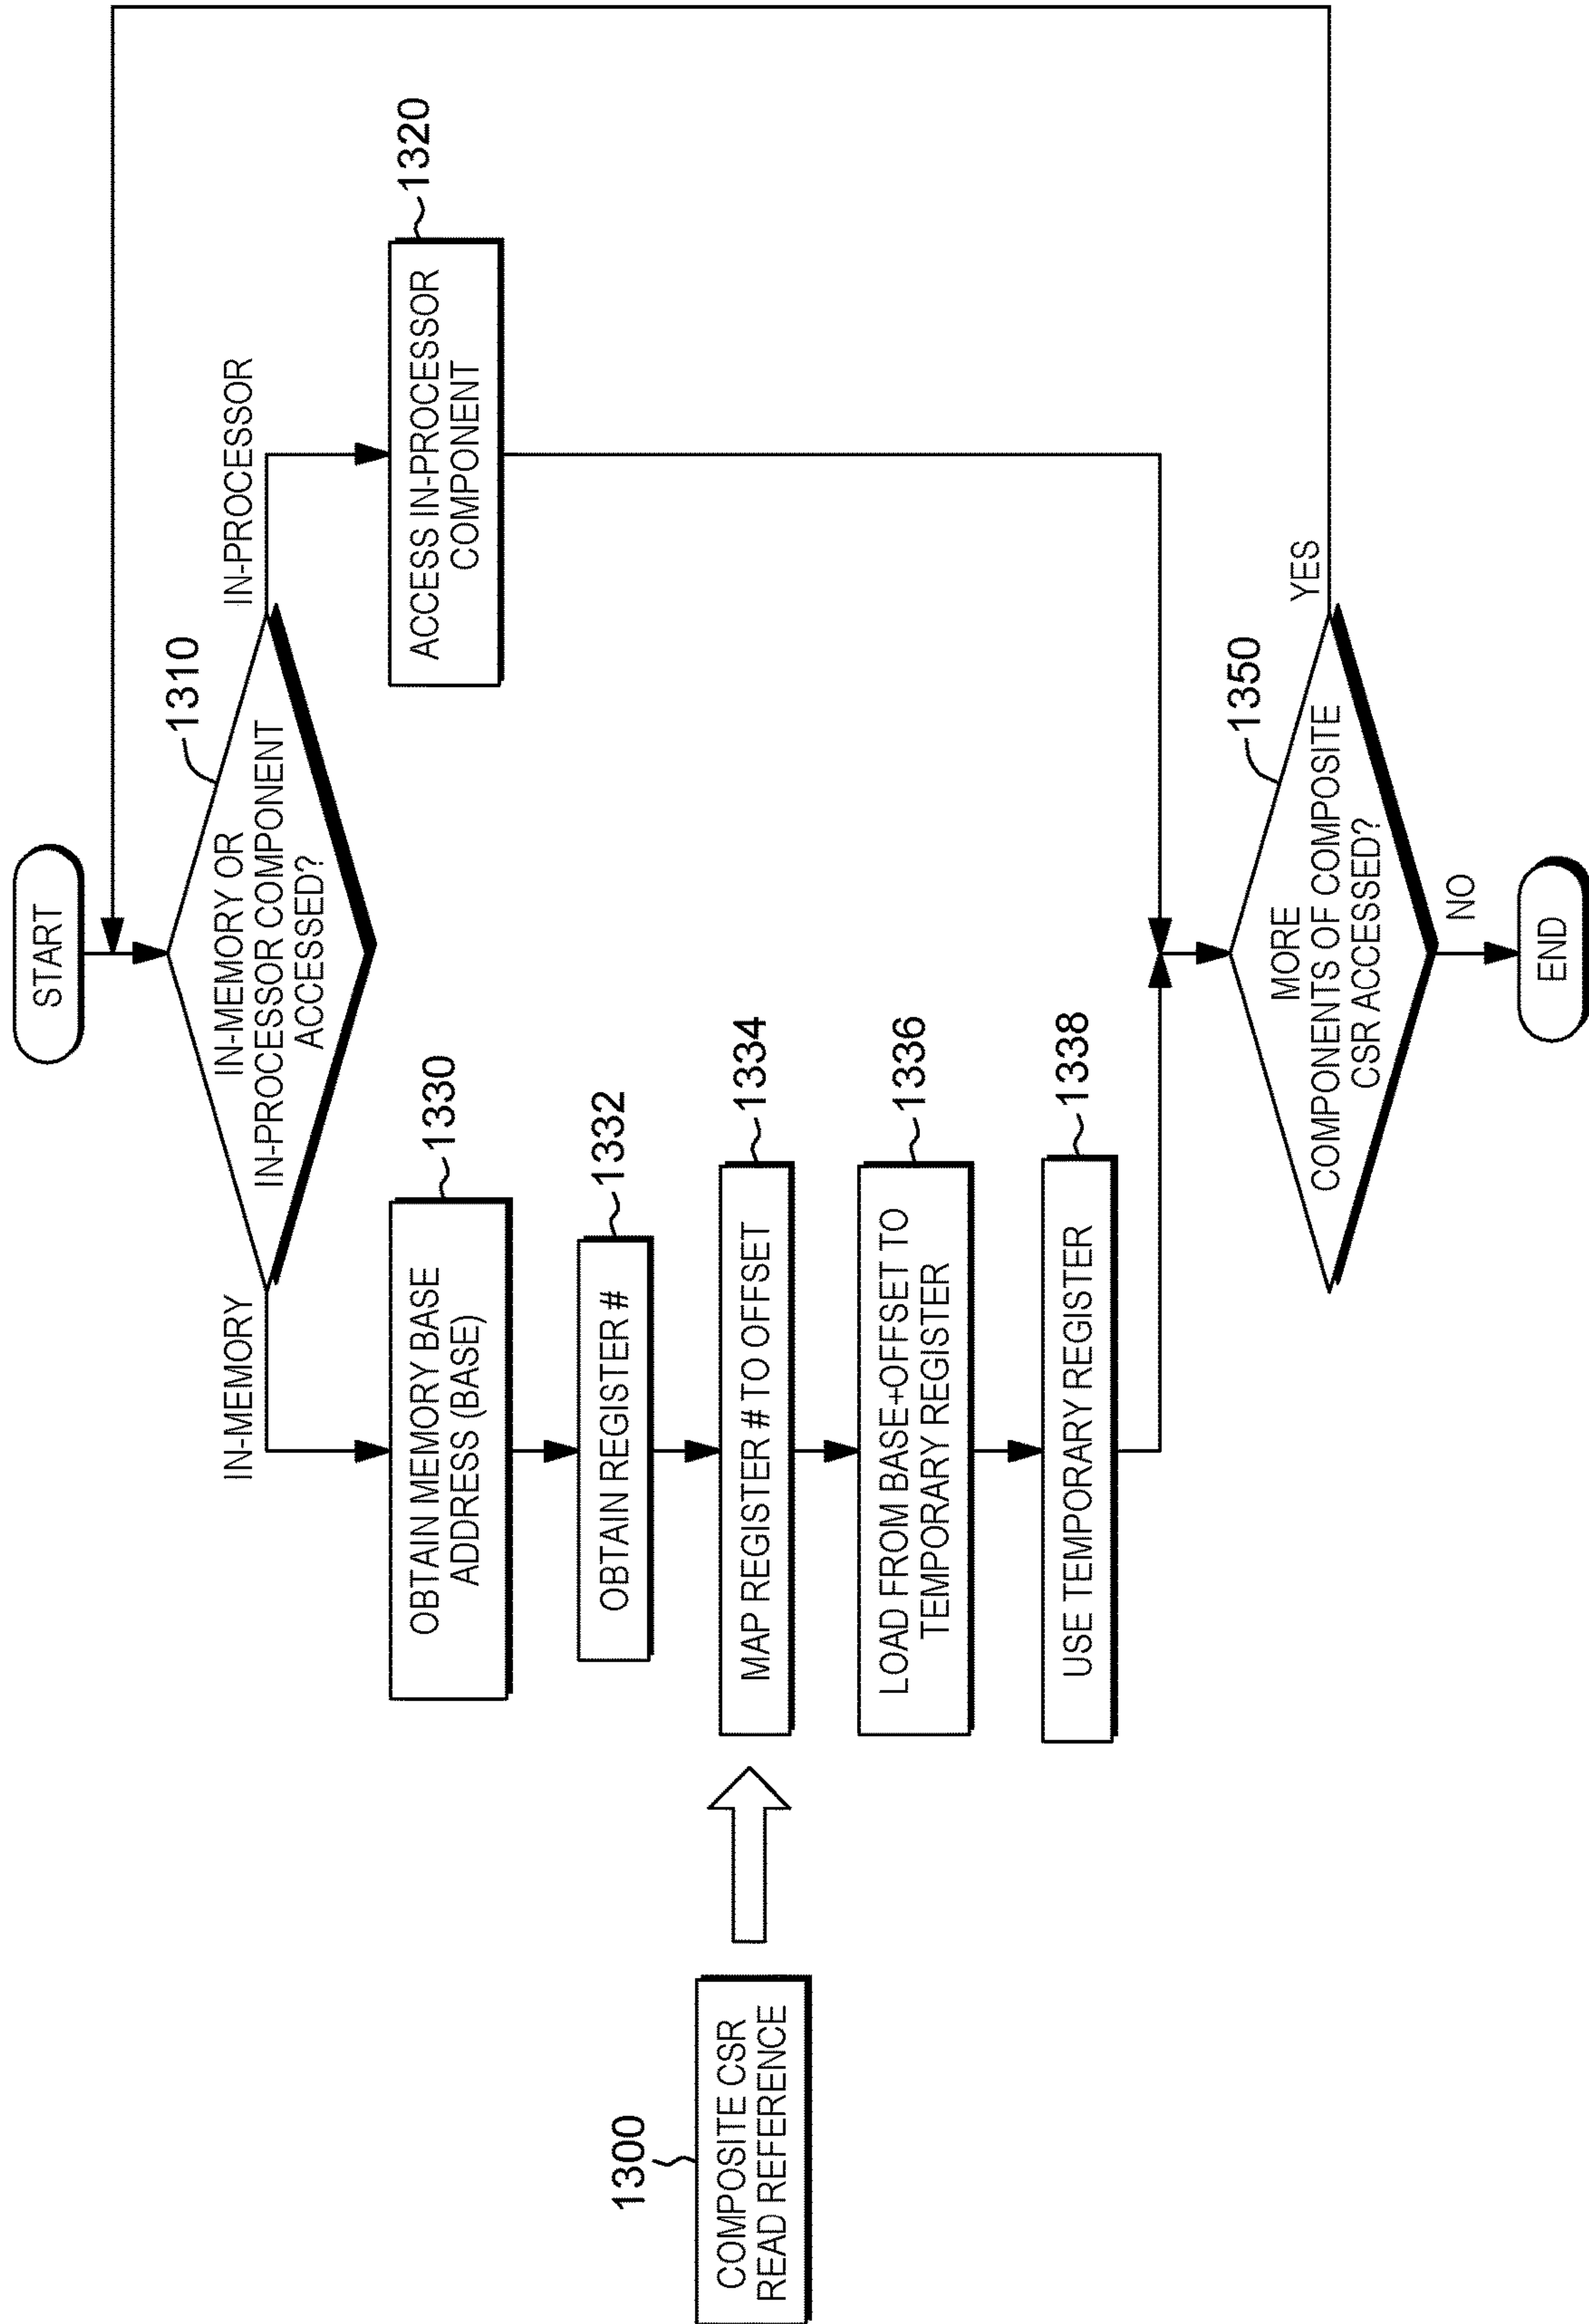 START
1310
IN-MEMORY OR
IN-PROCESSOR COMPONENT
ACCESSED?
IN-MEMORY
IN-PROCESSOR
1330
OBTAIN MEMORY BASE
ADDRESS (BASE)
1320
ACCESS IN-PROCESSOR
COMPONENT
1332
OBTAIN REGISTER #
1300
COMPOSITE CSR
READ REFERENCE
1334
MAP REGISTER # TO OFFSET
1336
LOAD FROM BASE+OFFSET TO
TEMPORARY REGISTER
1338
USE TEMPORARY REGISTER
1350
MORE
COMPONENTS OF COMPOSITE
CSR ACCESSED?
YES
NO
END